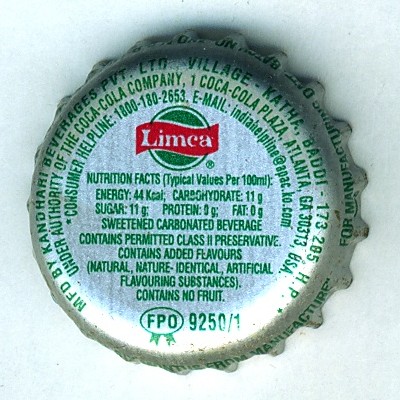 MFD BY KANDHARI BEVERAGES PVT. LTD. VILLAGE - KATHA, BADDI - 173 205 H. P. *
UNDER AUTHORITY OF THE COCA-COLA COMPANY, 1 COCA-COLA PLAZA, ATLANTA, GA 30313, USA
* CONSUMER HELPLINE: 1800-180-2653, E-MAIL: indiahelpline@apac.ko.com
Limca
®
NUTRITION FACTS (Typical Values Per 100ml):
ENERGY: 44 Kcal; CARBOHYDRATE: 11 g
SUGAR: 11 g; PROTEIN: 0 g; FAT: 0 g
SWEETENED CARBONATED BEVERAGE
CONTAINS PERMITTED CLASS II PRESERVATIVE.
CONTAINS ADDED FLAVOURS
(NATURAL, NATURE- IDENTICAL, ARTIFICIAL
FLAVOURING SUBSTANCES).
CONTAINS NO FRUIT.
FPO 9250/1
FOR MANUFACTURING